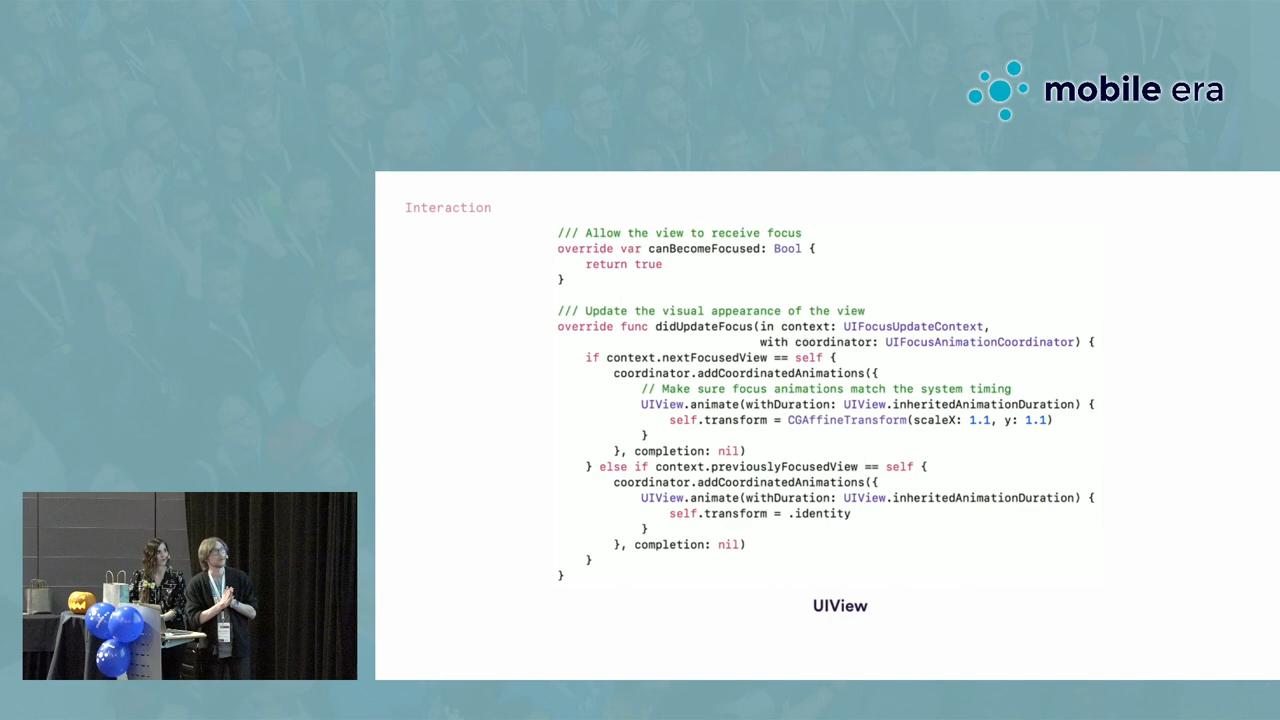 mobile era
Interaction
/// Allow the view to receive focus
override var canBecomeFocused: Bool {
    return true
}
/// Update the visual appearance of the view
override func didUpdateFocus(in context: UIFocusUpdateContext,
                             with coordinator: UIFocusAnimationCoordinator) {
    if context.nextFocusedView == self {
        coordinator.addCoordinatedAnimations({
            // Make sure focus animations match the system timing
            UIView.animate(withDuration: UIView.inheritedAnimationDuration) {
                self.transform = CGAffineTransform(scaleX: 1.1, y: 1.1)
            }
        }, completion: nil)
    } else if context.previouslyFocusedView == self {
        coordinator.addCoordinatedAnimations({
            UIView.animate(withDuration: UIView.inheritedAnimationDuration) {
                self.transform = .identity
            }
        }, completion: nil)
    }
}
UIView